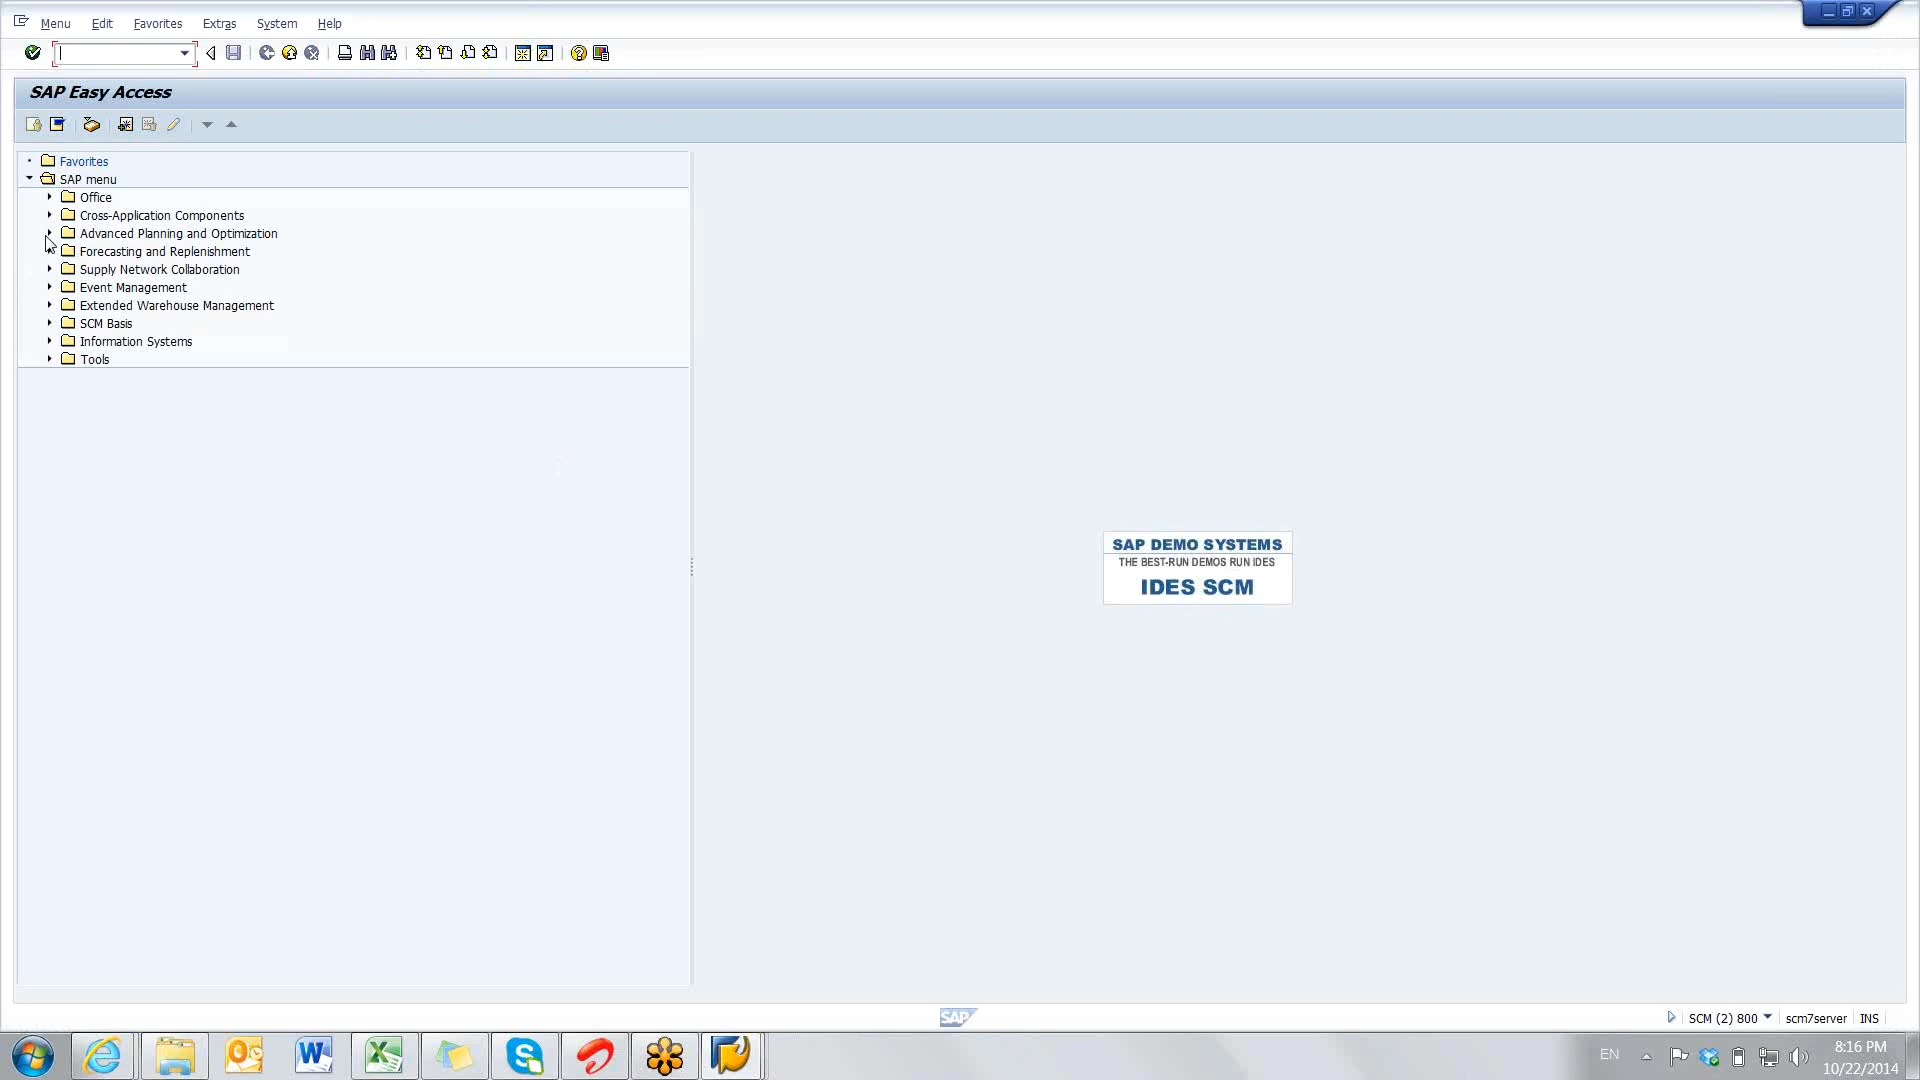 Menu Edit Favorites Extras System Help
SAP Easy Access
Favorites
SAP menu
Office
Cross-Application Components
Advanced Planning and Optimization
Forecasting and Replenishment
Supply Network Collaboration
Event Management
Extended Warehouse Management
SCM Basis
Information Systems
Tools
SAP DEMO SYSTEMS
THE BEST-RUN DEMOS RUN IDES
IDES SCM
SAP
SCM (2) 800 scm7server INS
EN
8:16 PM
10/22/2014